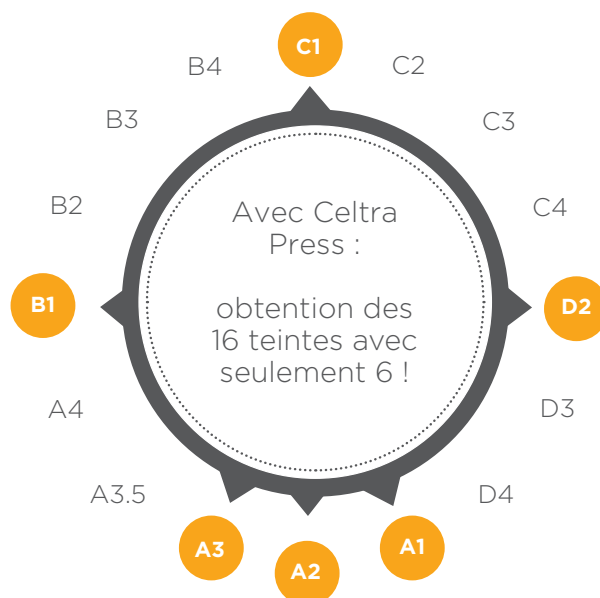 C1
B4
C2
B3
C3
B2
C4
Avec Celtra
Press :
obtention des
16 teintes avec
seulement 6 !
B1
D2
A4
D3
A3.5
D4
A3
A1
A2